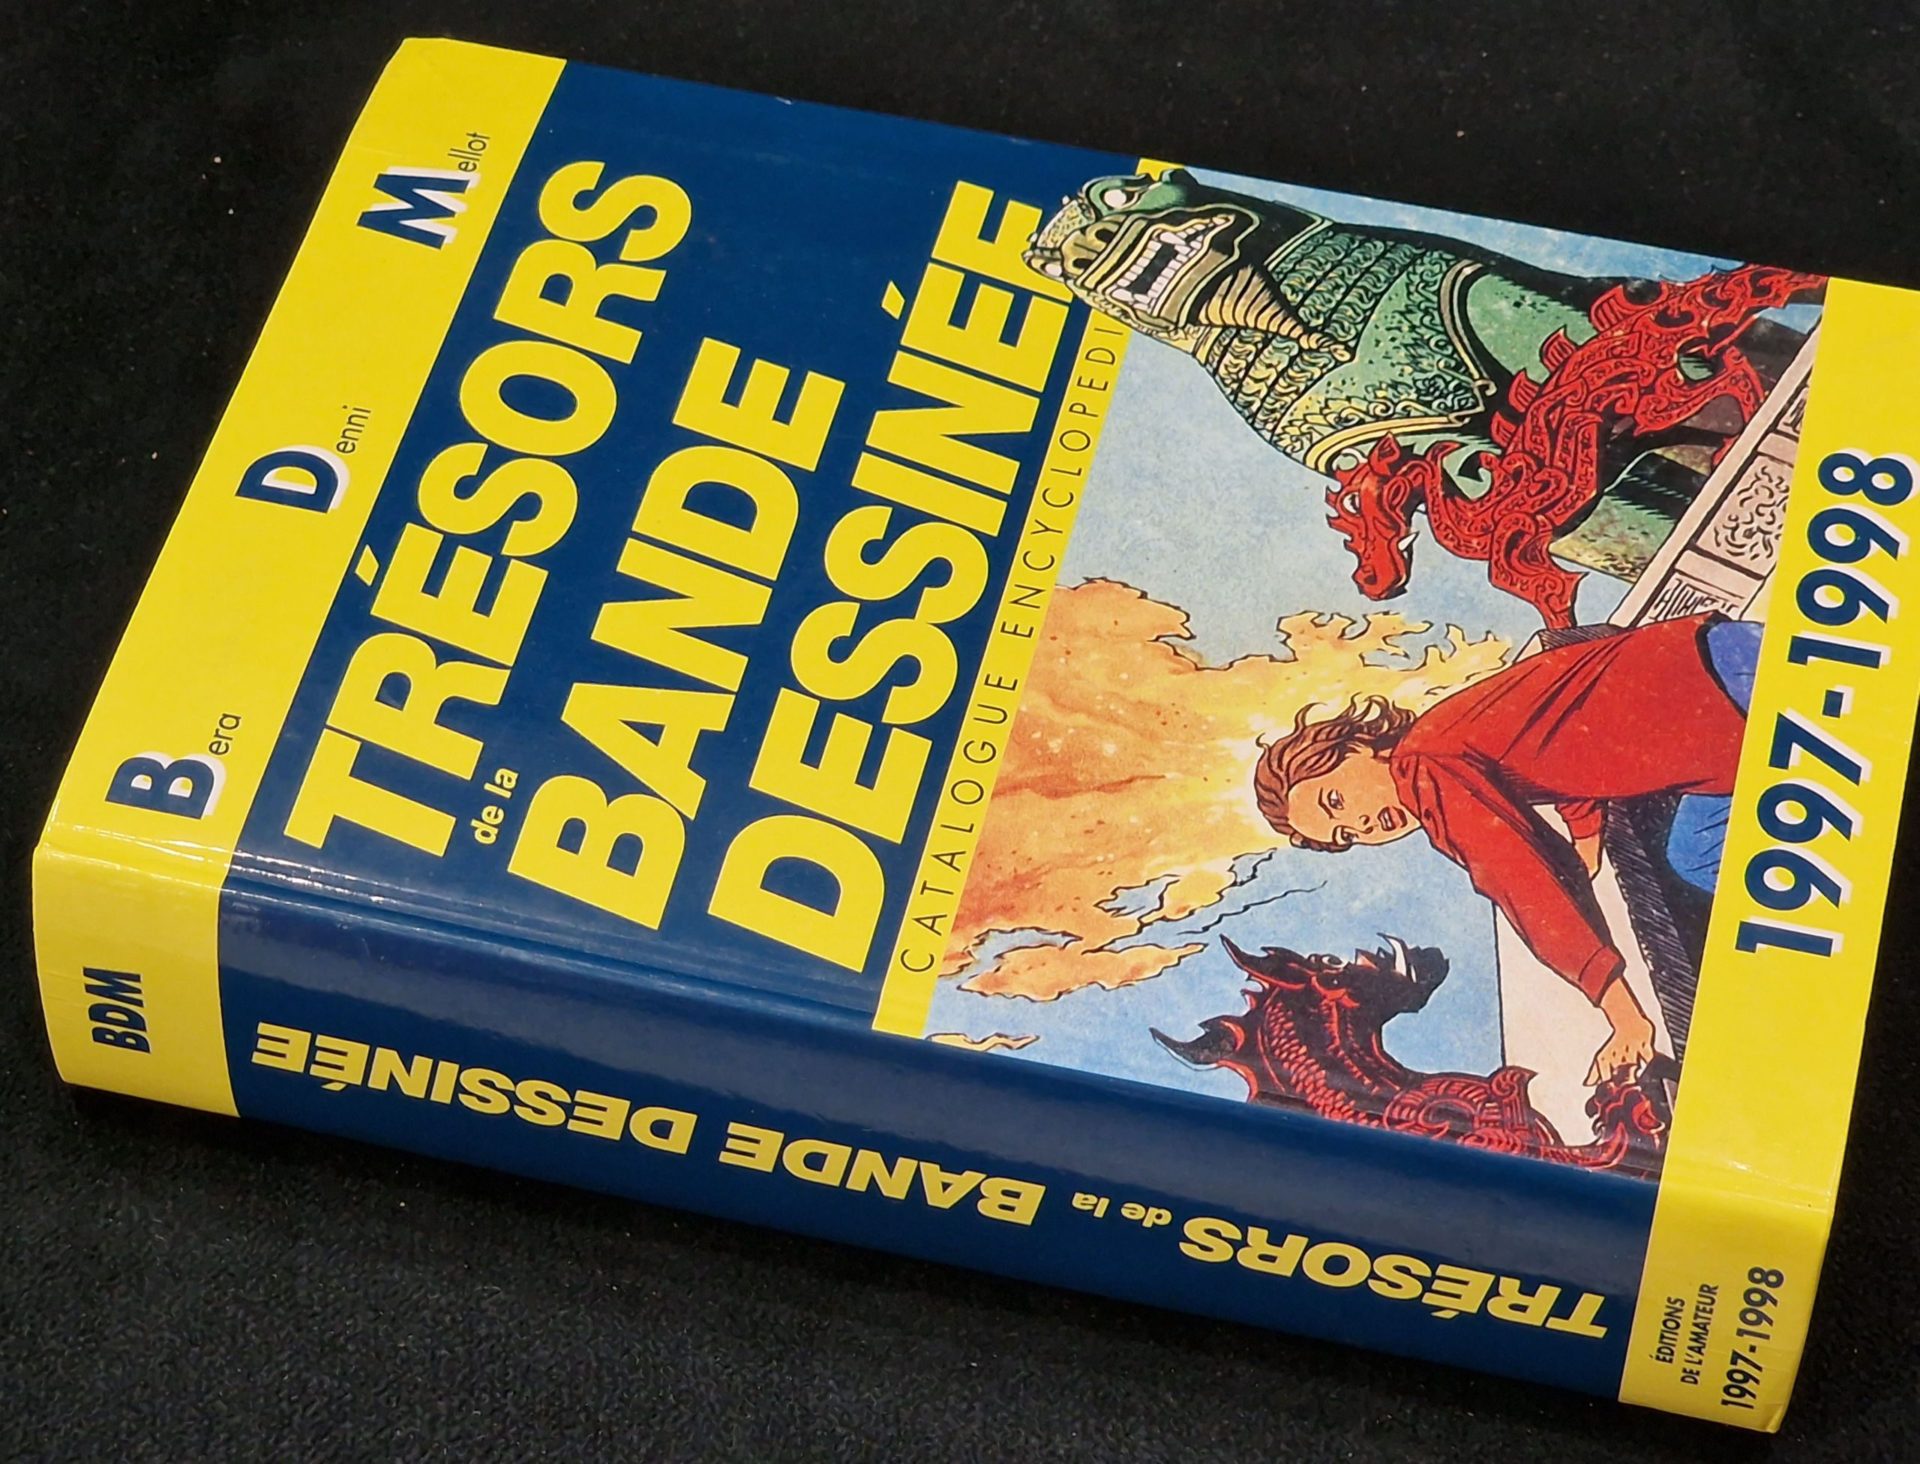 Bera Denni Mellot
TRÉSORS
de la
BANDE
DESSINÉE
CATALOGUE ENCYCLOPEDI
1997-1998
BDM
TRÉSORS de la BANDE DESSINÉE
ÉDITIONS
DE L'AMATEUR
1997-1998